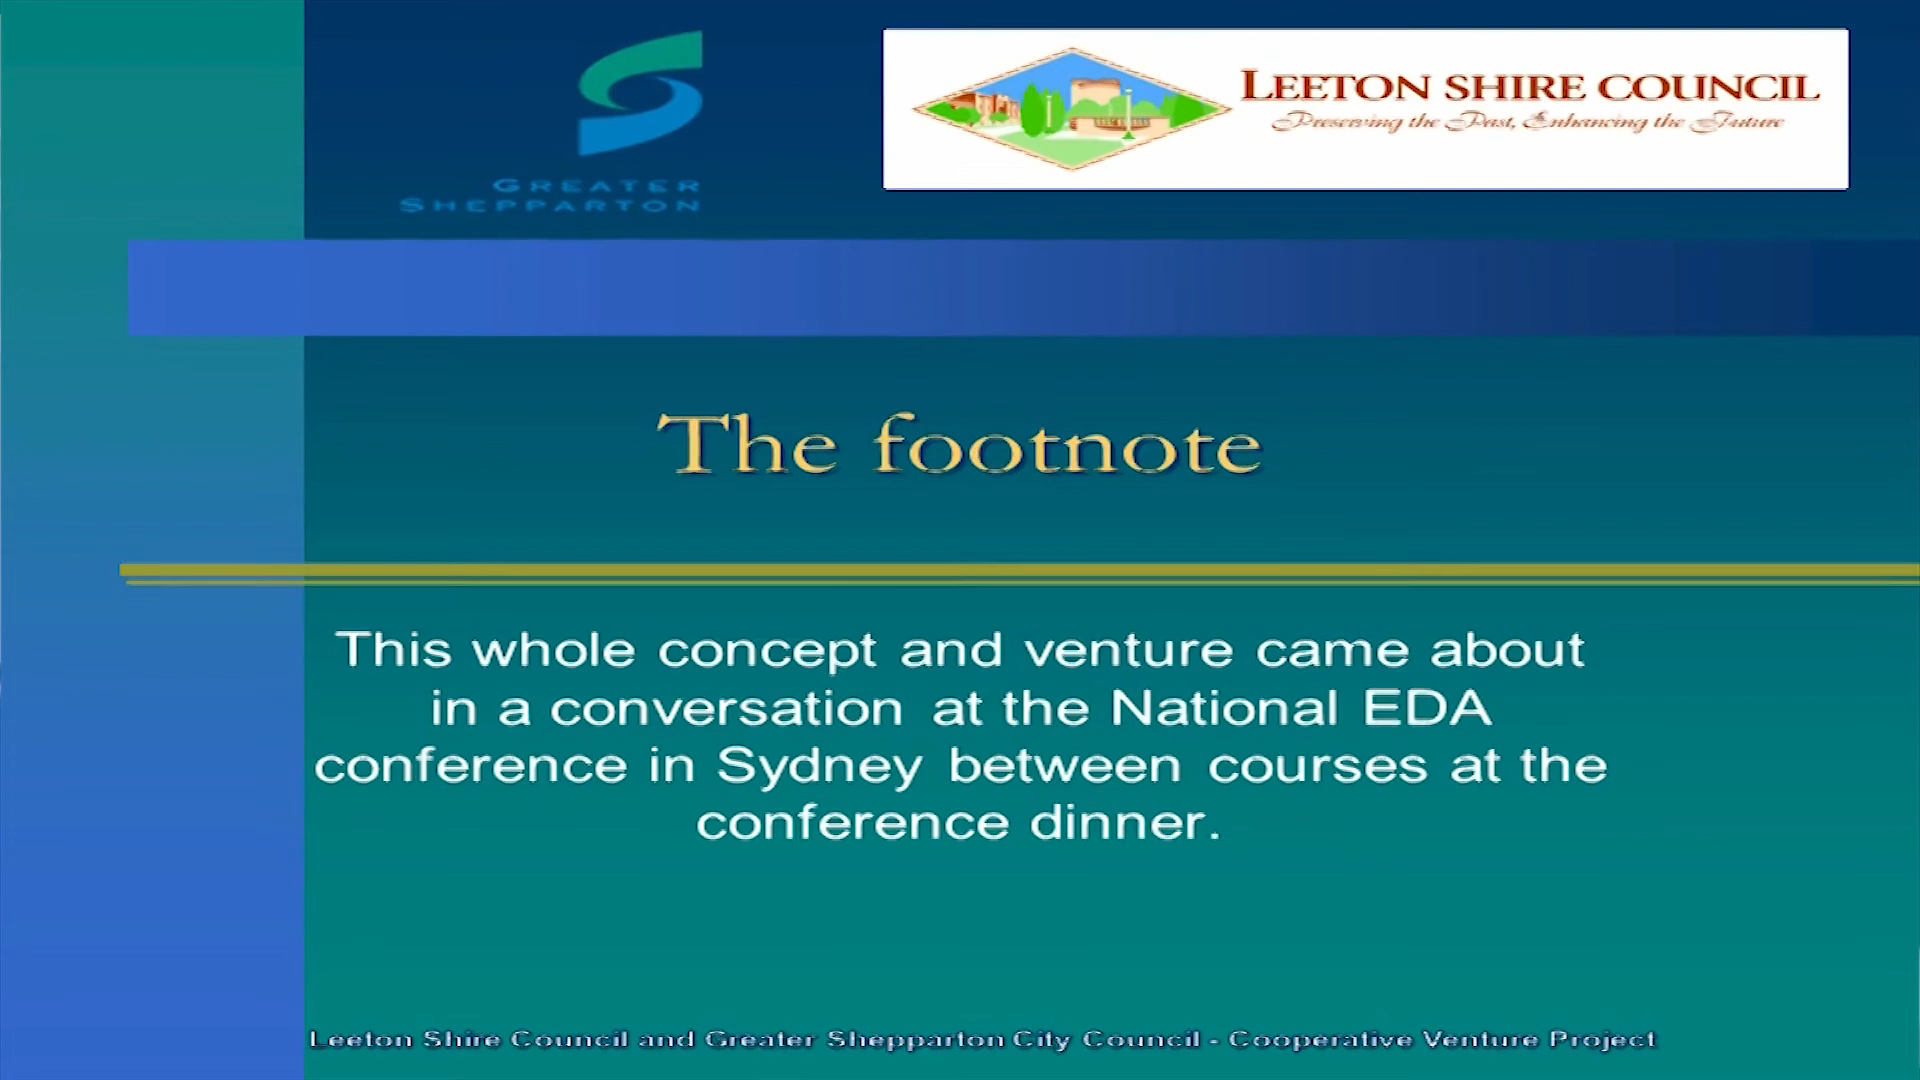 GREATER
SHEPPARTON
LEETON SHIRE COUNCIL
Preserving the Past, Enhancing the Future
The footnote
This whole concept and venture came about
in a conversation at the National EDA
conference in Sydney between courses at the
conference dinner.
Leeton Shire Council and Greater Shepparton City Council - Cooperative Venture Project